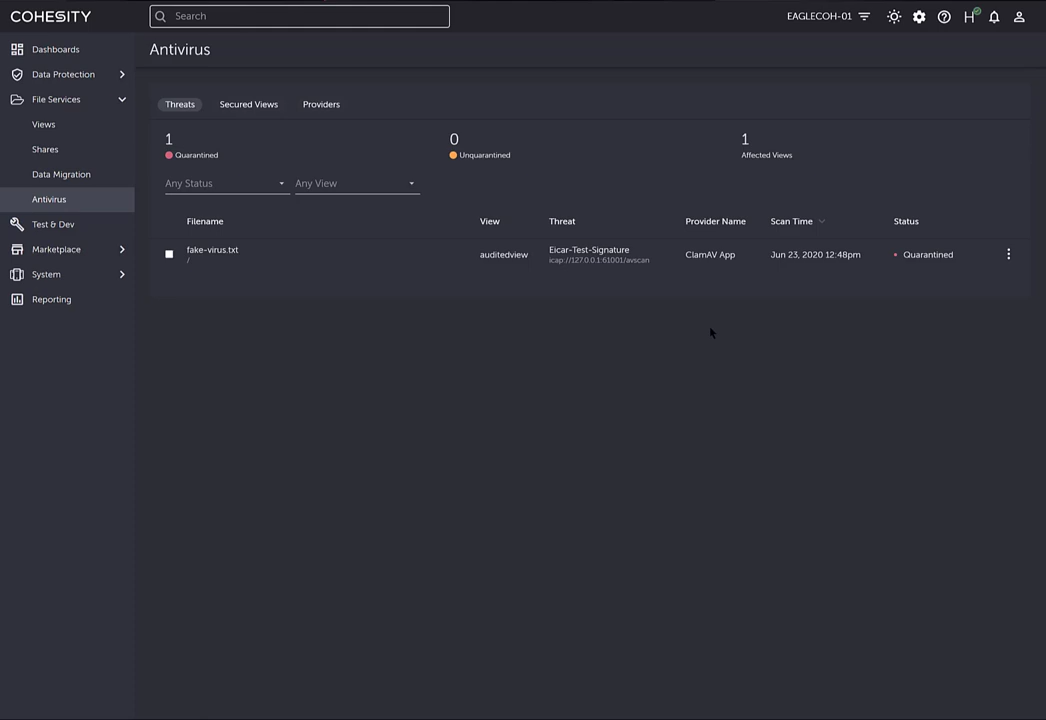 COHESITY
Search
EAGLECOH-01
H
Dashboards
Data Protection
File Services
Views
Shares
Data Migration
Antivirus
Test & Dev
Marketplace
System
Reporting
Antivirus
Threats Secured Views Providers
1 0 1
Quarantined Unquarantined Affected Views
Any Status Any View
Filename View Threat Provider Name Scan Time Status
fake-virus.txt auditedview Eicar-Test-Signature ClamAV App Jun 23, 2020 12:48pm Quarantined
/ icap://127.0.0.1:61001/avscan